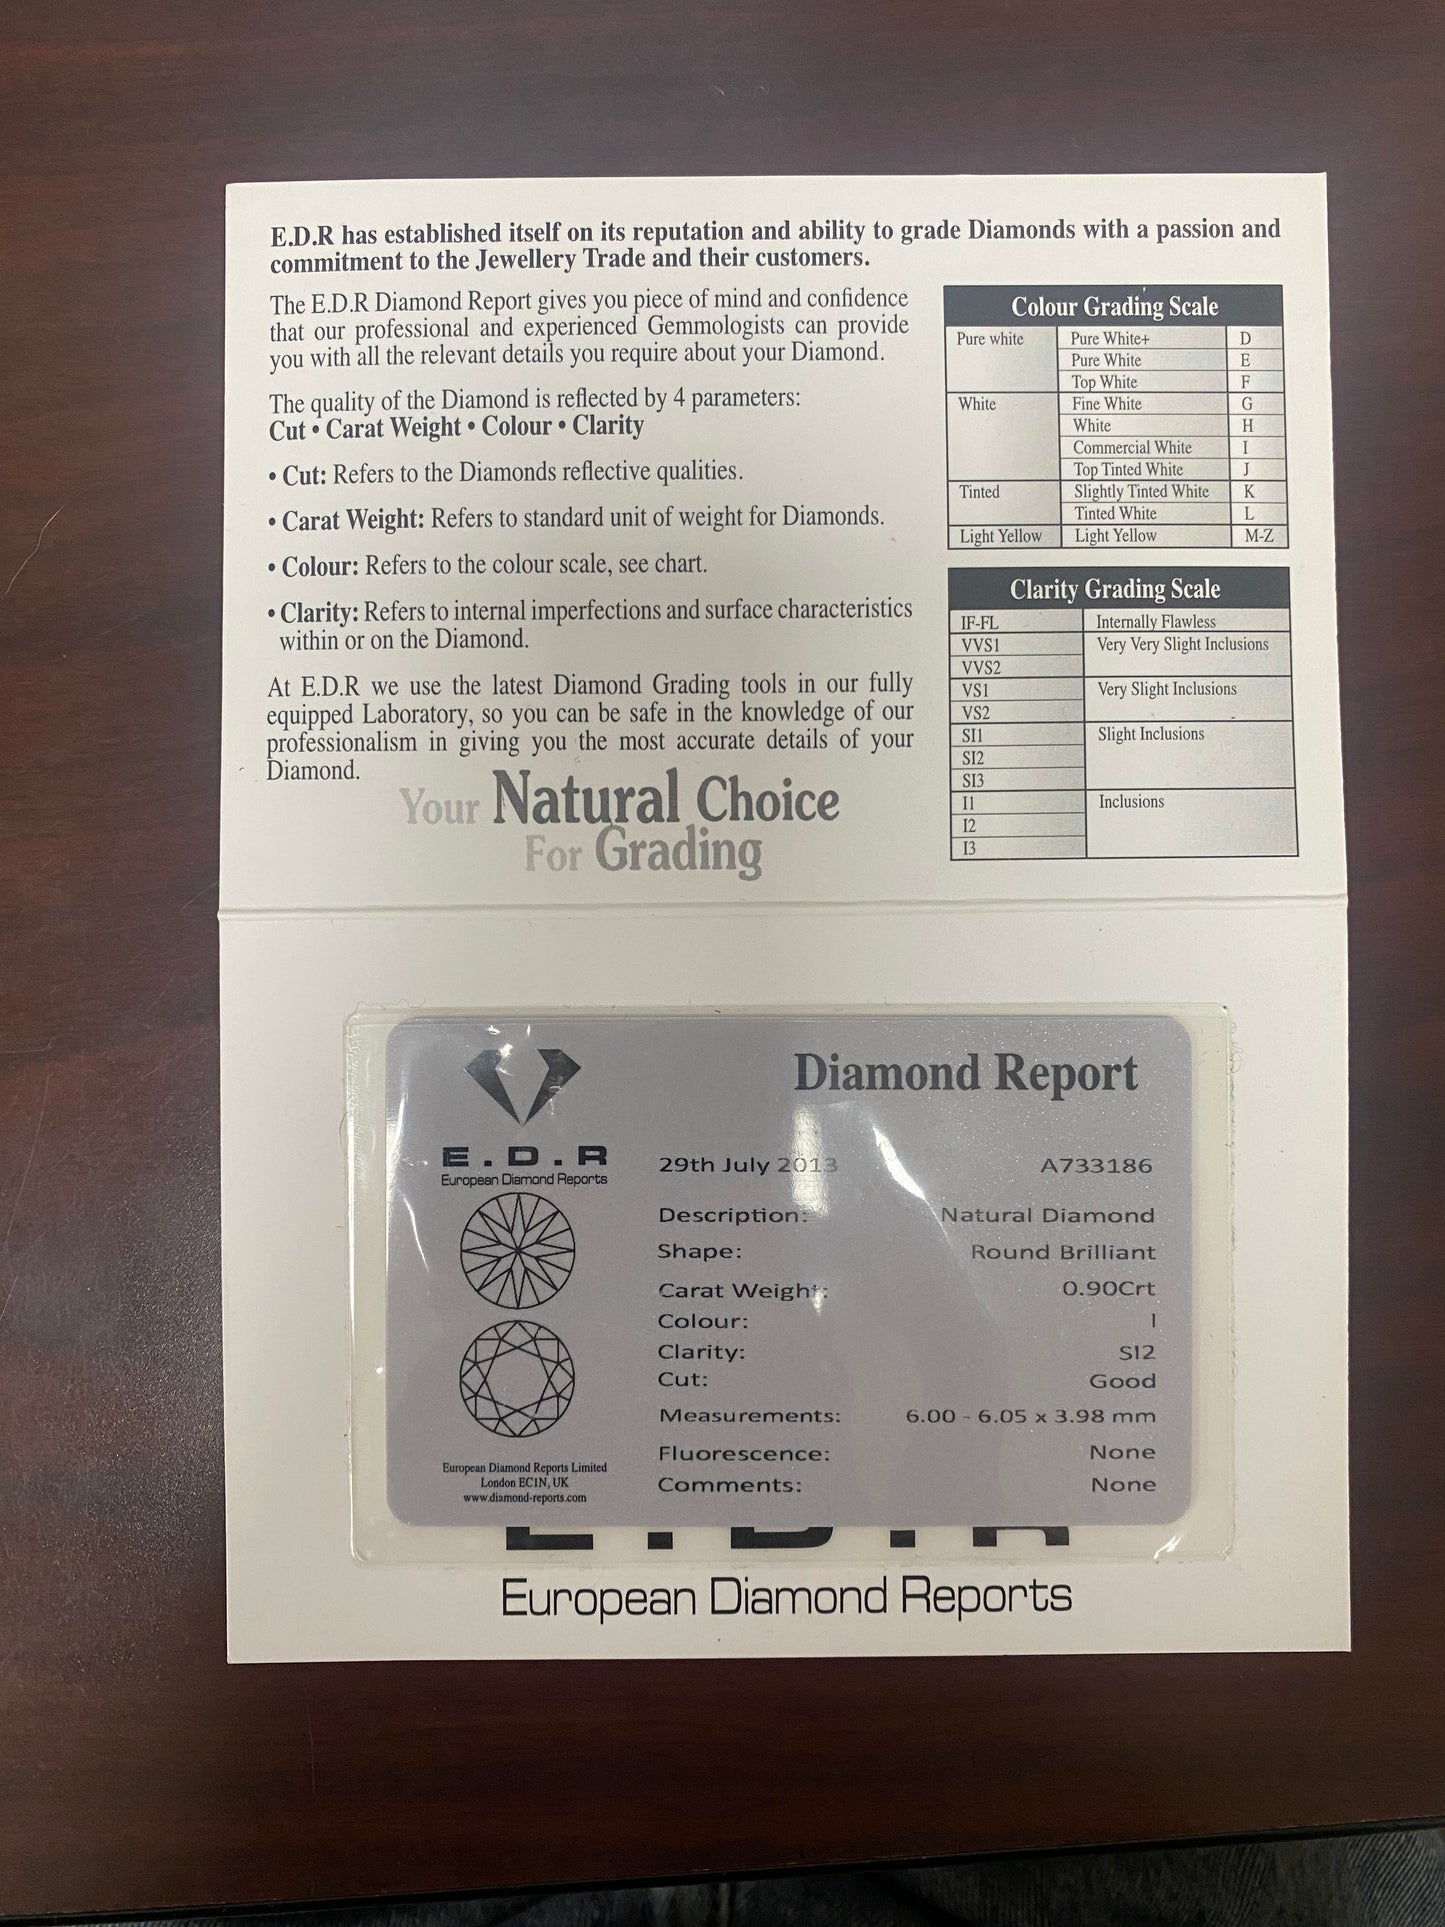 E.D.R has established itself on its reputation and ability to grade Diamonds with a passion and
commitment to the Jewellery Trade and their customers.
The E.D.R Diamond Report gives you piece of mind and confidence
that our professional and experienced Gemmologists can provide
you with all the relevant details you require about your Diamond.
The quality of the Diamond is reflected by 4 parameters:
Cut • Carat Weight • Colour • Clarity
• Cut: Refers to the Diamonds reflective qualities.
• Carat Weight: Refers to standard unit of weight for Diamonds.
• Colour: Refers to the colour scale, see chart.
• Clarity: Refers to internal imperfections and surface characteristics
within or on the Diamond.
At E.D.R we use the latest Diamond Grading tools in our fully
equipped Laboratory, so you can be safe in the knowledge of our
professionalism in giving you the most accurate details of your
Diamond.
Your Natural Choice
For Grading
Colour Grading Scale
Pure white Pure White+ D
Pure White E
Top White F
White Fine White G
White H
Commercial White I
Top Tinted White J
Tinted Slightly Tinted White K
Tinted White L
Light Yellow Light Yellow M-Z
Clarity Grading Scale
IF-FL Internally Flawless
VVS1 Very Very Slight Inclusions
VVS2
VS1 Very Slight Inclusions
VS2
SI1 Slight Inclusions
SI2
SI3
I1 Inclusions
I2
I3
Diamond Report
E.D.R
European Diamond Reports
29th July 2013 A733186
Description: Natural Diamond
Shape: Round Brilliant
Carat Weight: 0.90Crt
Colour: I
Clarity: SI2
Cut: Good
Measurements: 6.00 - 6.05 x 3.98 mm
Fluorescence: None
Comments: None
European Diamond Reports Limited
London EC1N, UK
www.diamond-reports.com
E.D.R
European Diamond Reports